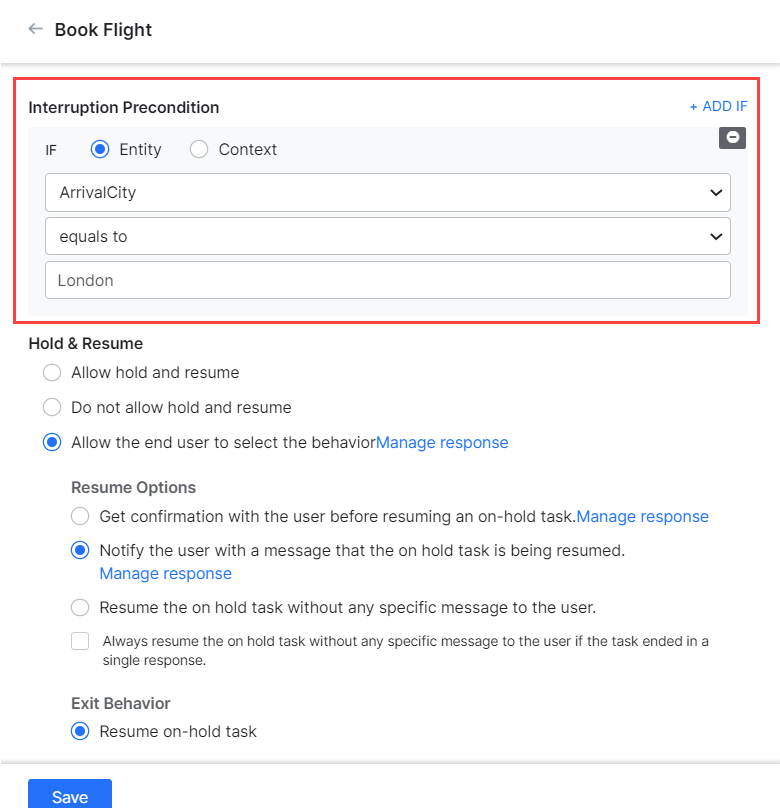 Book Flight
Interruption Precondition
+ ADD IF
IF Entity Context
ArrivalCity
equals to
London
Hold & Resume
Allow hold and resume
Do not allow hold and resume
Allow the end user to select the behaviorManage response
Resume Options
Get confirmation with the user before resuming an on-hold task.Manage response
Notify the user with a message that the on hold task is being resumed.
Manage response
Resume the on hold task without any specific message to the user.
Always resume the on hold task without any specific message to the user if the task ended in a
single response.
Exit Behavior
Resume on-hold task
Save